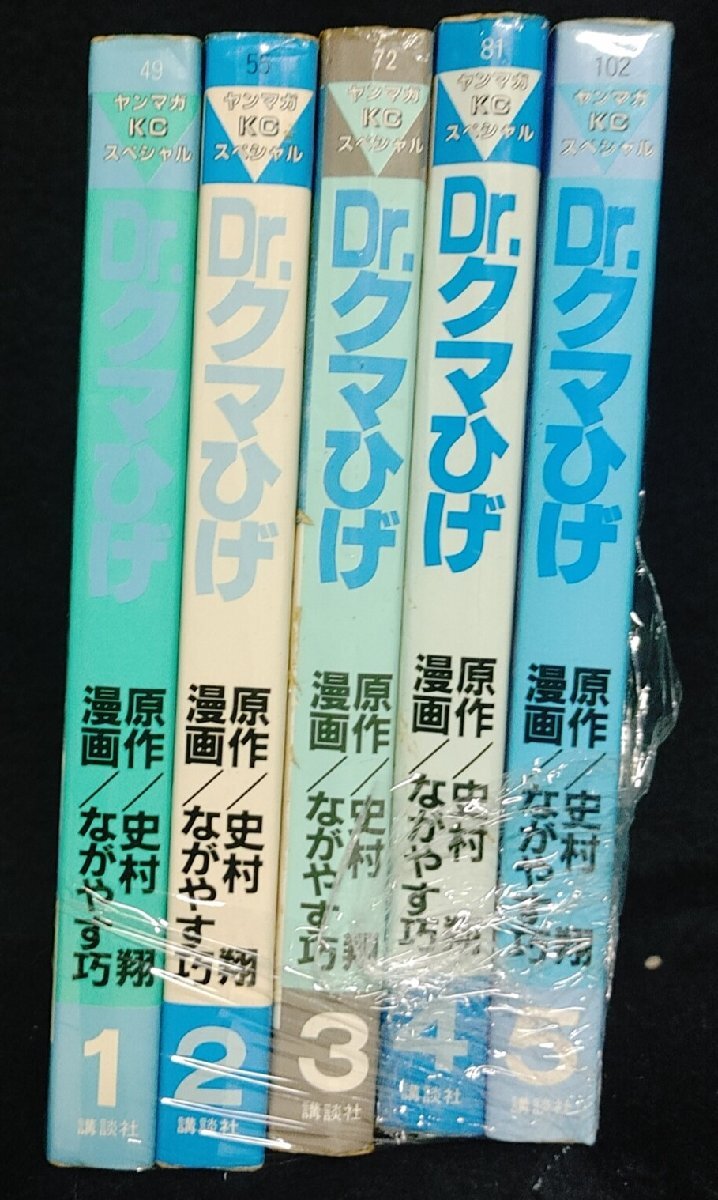 49
ヤンマガ
KC
スペシャル
Dr.クマひげ
原作/史村 翔
漫画/ながやす巧
1
講談社
55
ヤンマガ
KC
スペシャル
Dr.クマひげ
原作/史村 翔
漫画/ながやす巧
2
講談社
72
ヤンマガ
KC
スペシャル
Dr.クマひげ
原作/史村 翔
漫画/ながやす巧
3
講談社
81
ヤンマガ
KC
スペシャル
Dr.クマひげ
原作/史村 翔
漫画/ながやす巧
4
講談社
102
ヤンマガ
KC
スペシャル
Dr.クマひげ
原作/史村 翔
漫画/ながやす巧
5
講談社